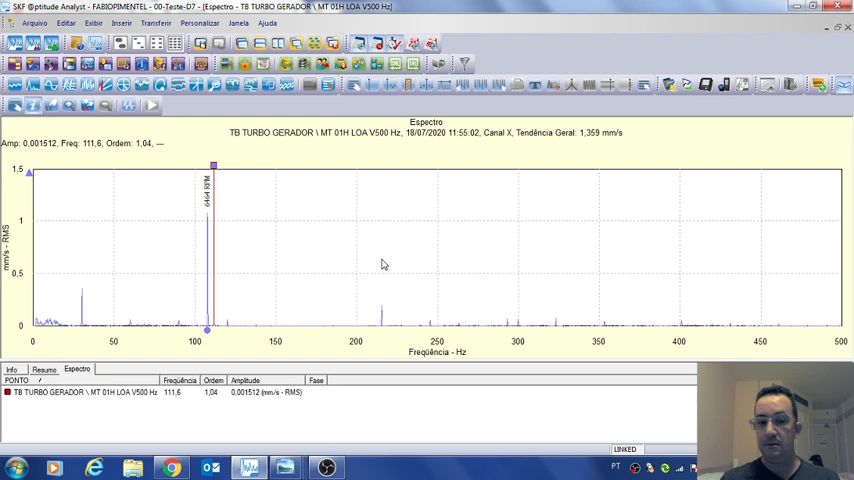 SKF @ptitude Analyst - FABIOPIMENTEL - 00-Teste-D7 - [Espectro - TB TURBO GERADOR \ MT 01H LOA V500 Hz]
Arquivo Editar Exibir Inserir Transferir Personalizar Janela Ajuda
Espectro
TB TURBO GERADOR \ MT 01H LOA V500 Hz, 18/07/2020 11:55:02, Canal X, Tendência Geral: 1,359 mm/s
Amp: 0,001512, Freq: 111,6, Ordem: 1,04, ---
1,5
6464 RPM
1
mm/s - RMS
0,5
0
0 50 100 150 200 250 300 350 400 450 500
Freqüência - Hz
Info Resumo Espectro
PONTO Freqüência Ordem Amplitude Fase
TB TURBO GERADOR \ MT 01H LOA V500 Hz 111,6 1,04 0,001512 (mm/s - RMS)
LINKED
PT